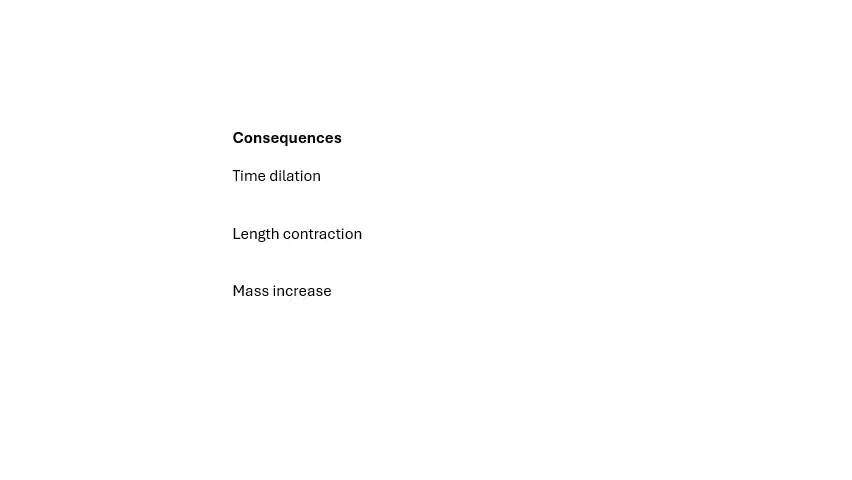 Consequences
Time dilation
Length contraction
Mass increase